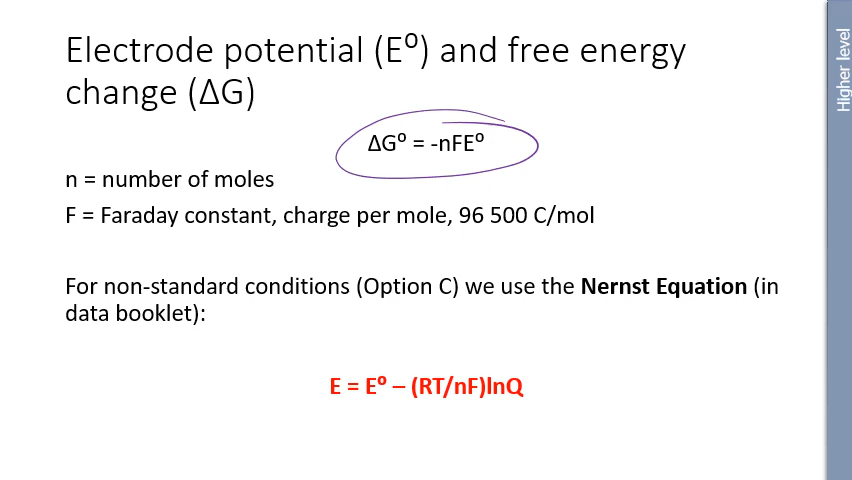 Electrode potential (Eº) and free energy
change (ΔG)
ΔGº = -nFEº
n = number of moles
F = Faraday constant, charge per mole, 96 500 C/mol
For non-standard conditions (Option C) we use the Nernst Equation (in
data booklet):
E = Eº – (RT/nF)lnQ
Higher level